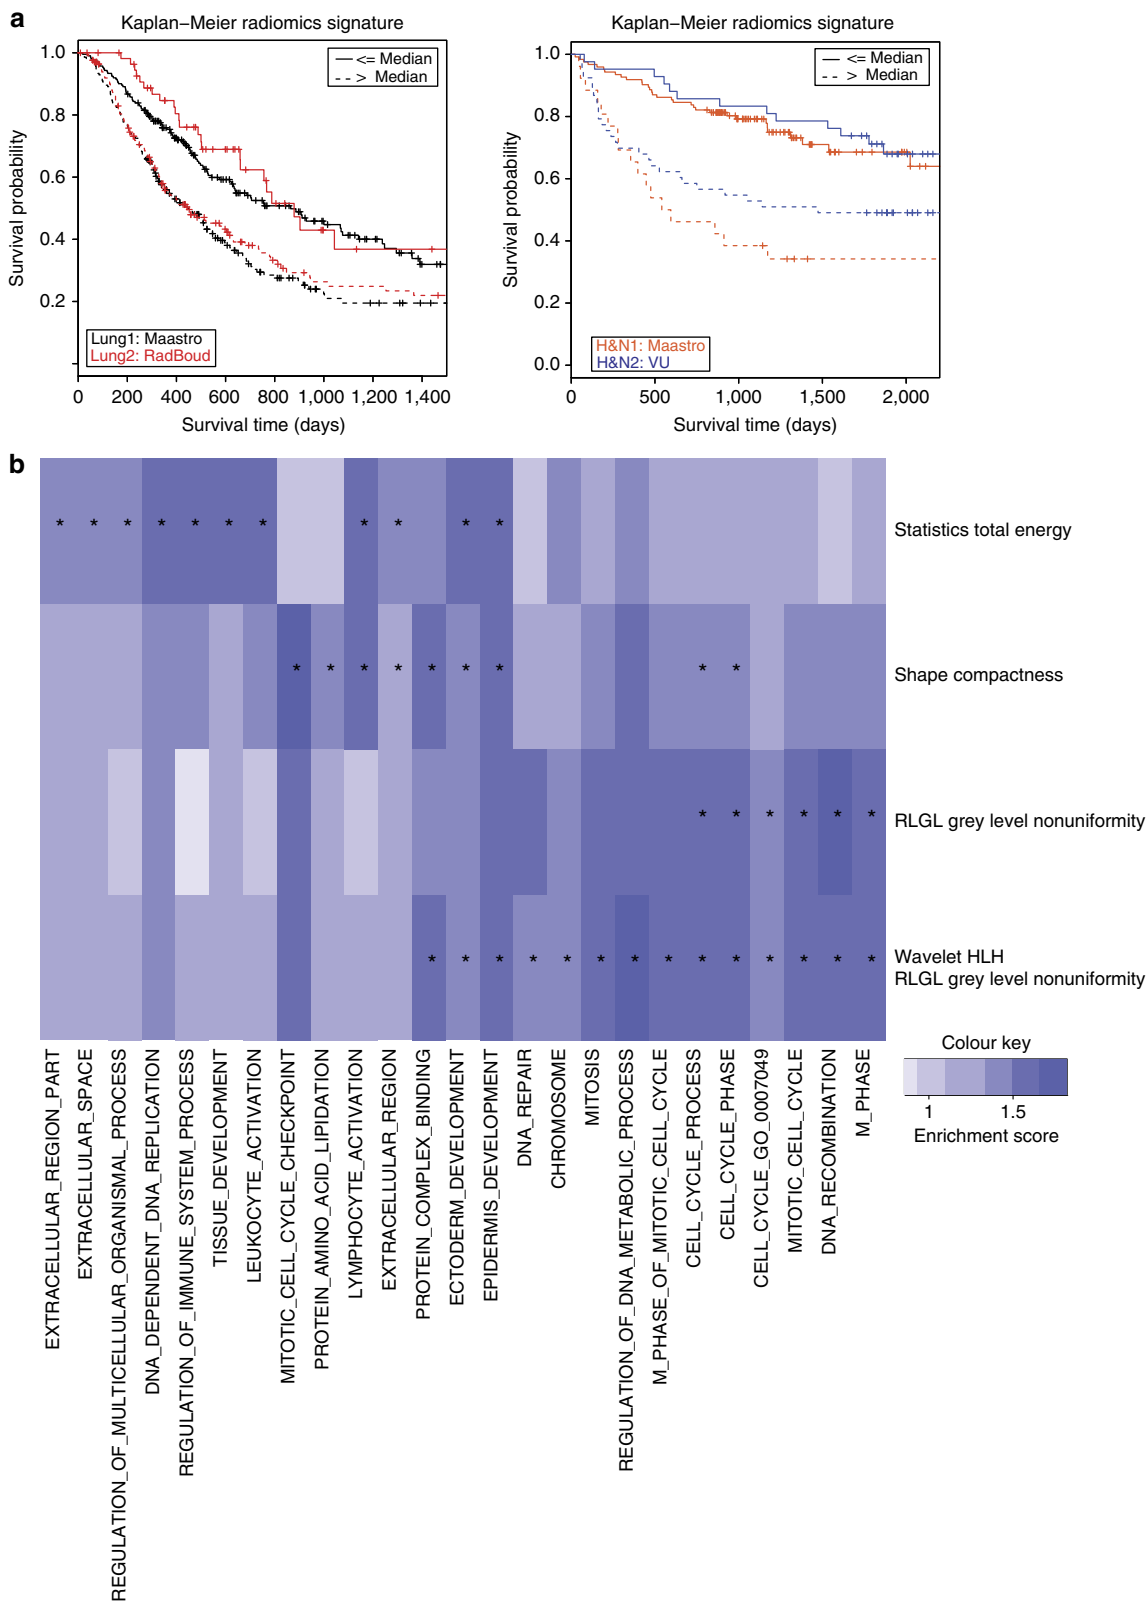 a
Kaplan–Meier radiomics signature
Survival probability
1.0
0.8
0.6
0.4
0.2
<= Median
> Median
Lung1: Maastro
Lung2: RadBoud
0 200 400 600 800 1,000 1,200 1,400
Survival time (days)
Kaplan–Meier radiomics signature
Survival probability
1.0
0.8
0.6
0.4
0.2
0.0
<= Median
> Median
H&N1: Maastro
H&N2: VU
0 500 1,000 1,500 2,000
Survival time (days)
b
* * * * * * * * * * *
Statistics total energy
* * * * * * * * *
Shape compactness
* * * * * *
RLGL grey level nonuniformity
* * * * * * * * * * * * * *
Wavelet HLH
RLGL grey level nonuniformity
EXTRACELLULAR_REGION_PART
EXTRACELLULAR_SPACE
REGULATION_OF_MULTICELLULAR_ORGANISMAL_PROCESS
DNA_DEPENDENT_DNA_REPLICATION
REGULATION_OF_IMMUNE_SYSTEM_PROCESS
TISSUE_DEVELOPMENT
LEUKOCYTE_ACTIVATION
MITOTIC_CELL_CYCLE_CHECKPOINT
PROTEIN_AMINO_ACID_LIPIDATION
LYMPHOCYTE_ACTIVATION
EXTRACELLULAR_REGION
PROTEIN_COMPLEX_BINDING
ECTODERM_DEVELOPMENT
EPIDERMIS_DEVELOPMENT
DNA_REPAIR
CHROMOSOME
MITOSIS
REGULATION_OF_DNA_METABOLIC_PROCESS
M_PHASE_OF_MITOTIC_CELL_CYCLE
CELL_CYCLE_PROCESS
CELL_CYCLE_PHASE
CELL_CYCLE_GO_0007049
MITOTIC_CELL_CYCLE
DNA_RECOMBINATION
M_PHASE
Colour key
1 1.5
Enrichment score